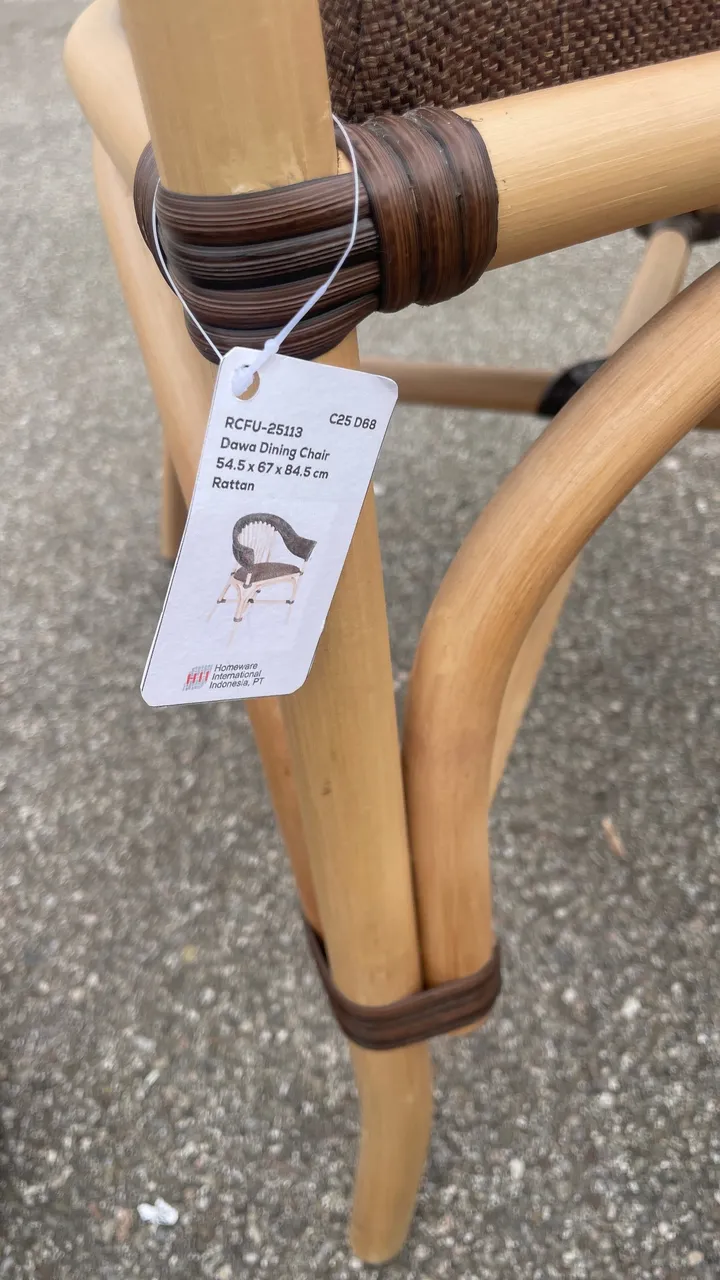 RCFU-25113 C25 D68
Dawa Dining Chair
54.5 x 67 x 84.5 cm
Rattan
HII Homeware
International
Indonesia, PT